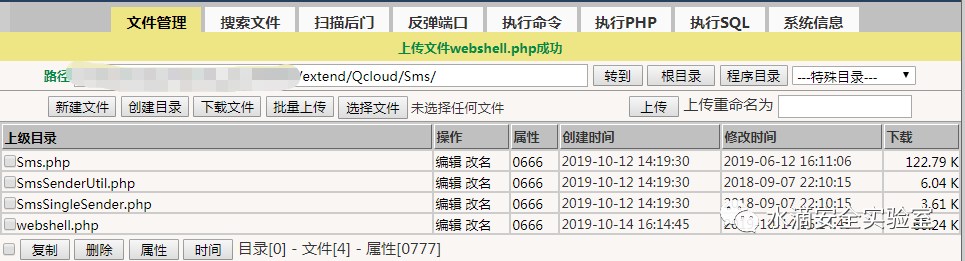 文件管理 搜索文件 扫描后门 反弹端口 执行命令 执行PHP 执行SQL 系统信息
上传文件webshell.php成功
路径 /extend/Qcloud/Sms/ 转到 根目录 程序目录 ---特殊目录---
新建文件 创建目录 下载文件 批量上传 选择文件 未选择任何文件 上传 上传重命名为
上级目录 操作 属性 创建时间 修改时间 下载
Sms.php 编辑 改名 0666 2019-10-12 14:19:30 2019-06-12 16:11:06 122.79 K
SmsSenderUtil.php 编辑 改名 0666 2019-10-12 14:19:30 2018-09-07 22:10:15 6.04 K
SmsSingleSender.php 编辑 改名 0666 2019-10-12 14:19:30 2018-09-07 22:10:15 3.61 K
webshell.php 编辑 改名 0666 2019-10-14 16:14:45
水滴安全实验室
复制 删除 属性 时间 目录[0] - 文件[4] - 属性[0777]